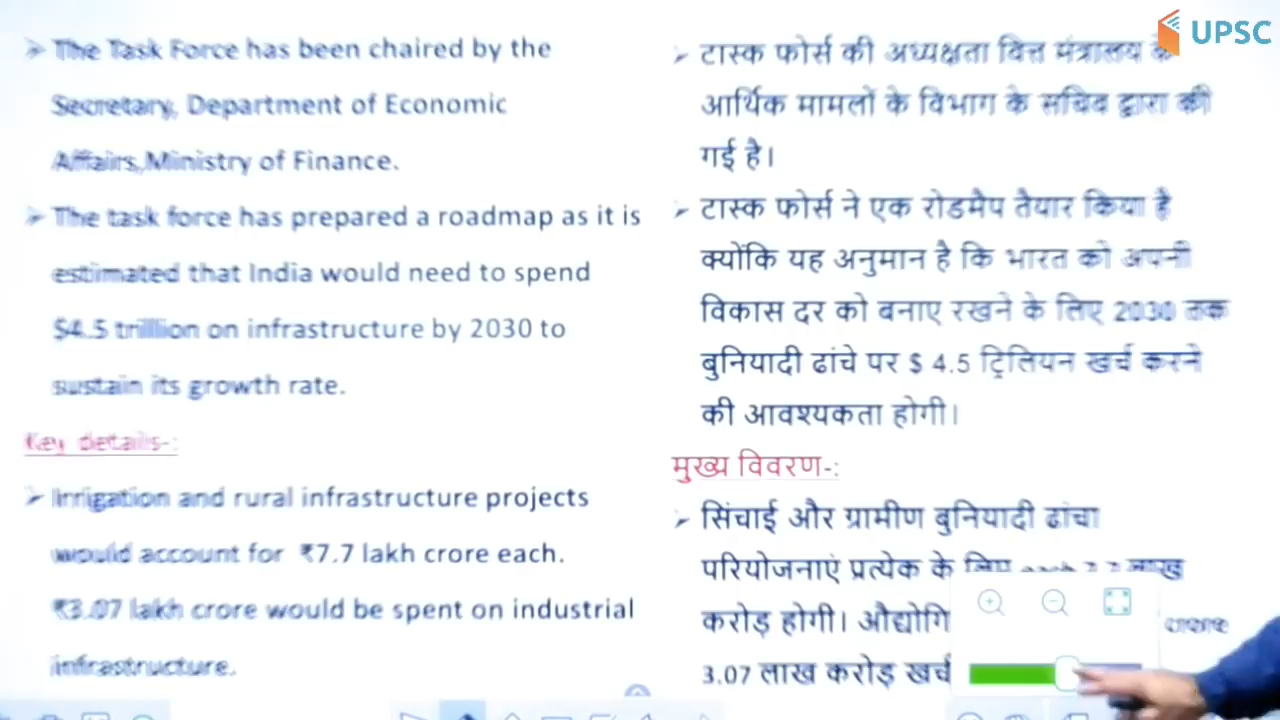 UPSC
➢ The Task Force has been chaired by the
Secretary, Department of Economic
Affairs, Ministry of Finance.
➢ The task force has prepared a roadmap as it is
estimated that India would need to spend
$4.5 trillion on infrastructure by 2030 to
sustain its growth rate.
Key details-:
➢ Irrigation and rural infrastructure projects
would account for ₹7.7 lakh crore each.
₹3.07 lakh crore would be spent on industrial
infrastructure.
➢ टास्क फोर्स की अध्यक्षता वित्त मंत्रालय के
आर्थिक मामलों के विभाग के सचिव द्वारा की
गई है।
➢ टास्क फोर्स ने एक रोडमैप तैयार किया है
क्योंकि यह अनुमान है कि भारत को अपनी
विकास दर को बनाए रखने के लिए 2030 तक
बुनियादी ढांचे पर $ 4.5 ट्रिलियन खर्च करने
की आवश्यकता होगी।
मुख्य विवरण-:
➢ सिंचाई और ग्रामीण बुनियादी ढांचा
परियोजनाएं प्रत्येक के लिए each 7.7 लाख
करोड़ होगी। crore
3.07 लाख करोड़ खर्च